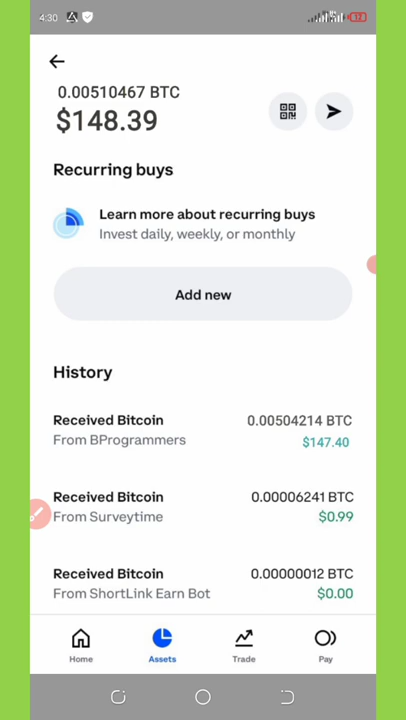 4:30
12
0.00510467 BTC
$148.39
Recurring buys
Learn more about recurring buys
Invest daily, weekly, or monthly
Add new
History
Received Bitcoin 0.00504214 BTC
From BProgrammers $147.40
Received Bitcoin 0.00006241 BTC
From Surveytime $0.99
Received Bitcoin 0.00000012 BTC
From ShortLink Earn Bot $0.00
Home Assets Trade Pay